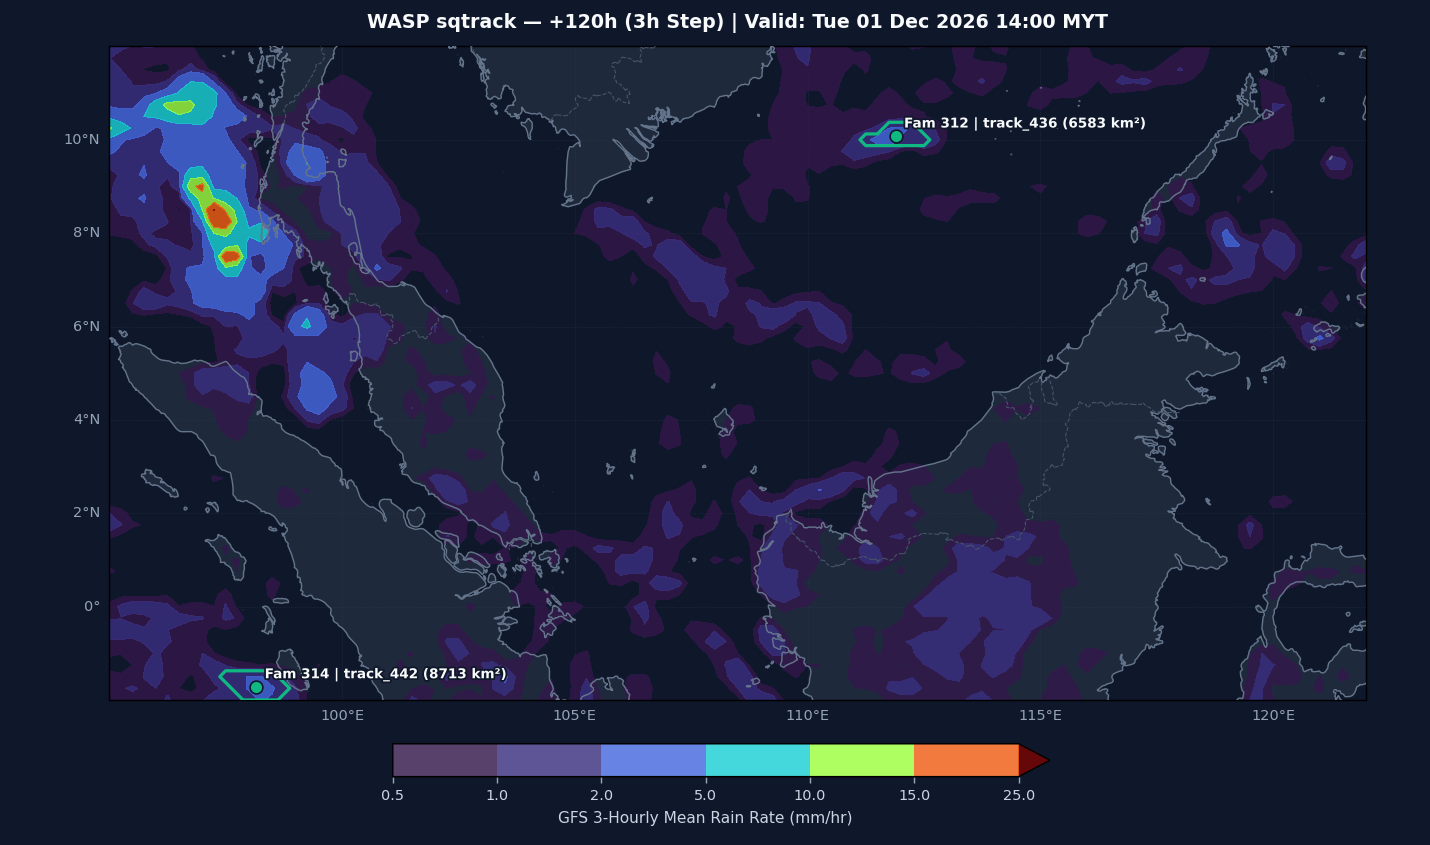 WASP sqtrack — +120h (3h Step) | Valid: Tue 01 Dec 2026 14:00 MYT
10°N
Fam 312 | track_436 (6583 km²)
8°N
6°N
4°N
2°N
0°
Fam 314 | track_442 (8713 km²)
100°E 105°E 110°E 115°E 120°E
0.5 1.0 2.0 5.0 10.0 15.0 25.0
GFS 3-Hourly Mean Rain Rate (mm/hr)